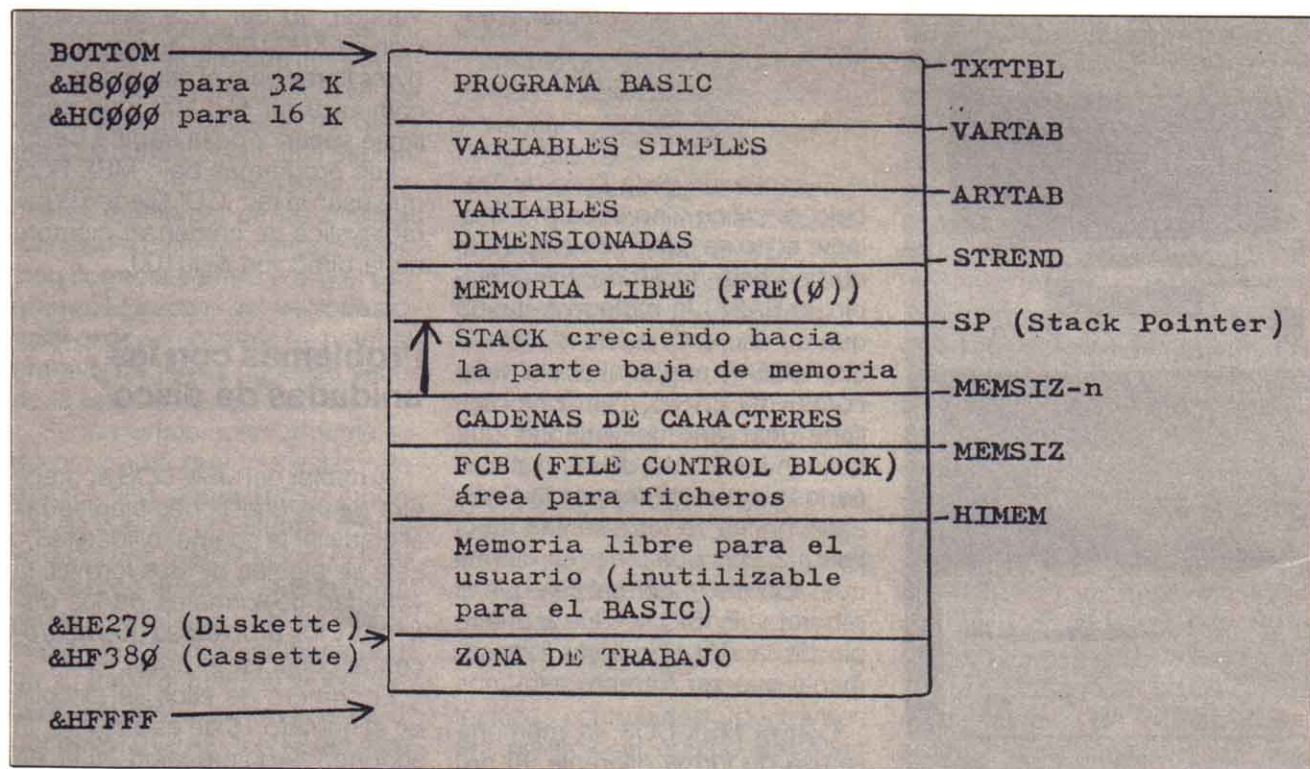 BOTTOM
&H8ØØØ para 32 K
&HCØØØ para 16 K
PROGRAMA BASIC
TXTTBL
VARTAB
VARIABLES SIMPLES
ARYTAB
VARIABLES
DIMENSIONADAS
STREND
MEMORIA LIBRE (FRE(Ø))
SP (Stack Pointer)
STACK creciendo hacia
la parte baja de memoria
MEMSIZ-n
CADENAS DE CARACTERES
MEMSIZ
FCB (FILE CONTROL BLOCK)
área para ficheros
HIMEM
Memoria libre para el
usuario (inutilizable
para el BASIC)
&HE279 (Diskette)
&HF38Ø (Cassette)
ZONA DE TRABAJO
&HFFFF